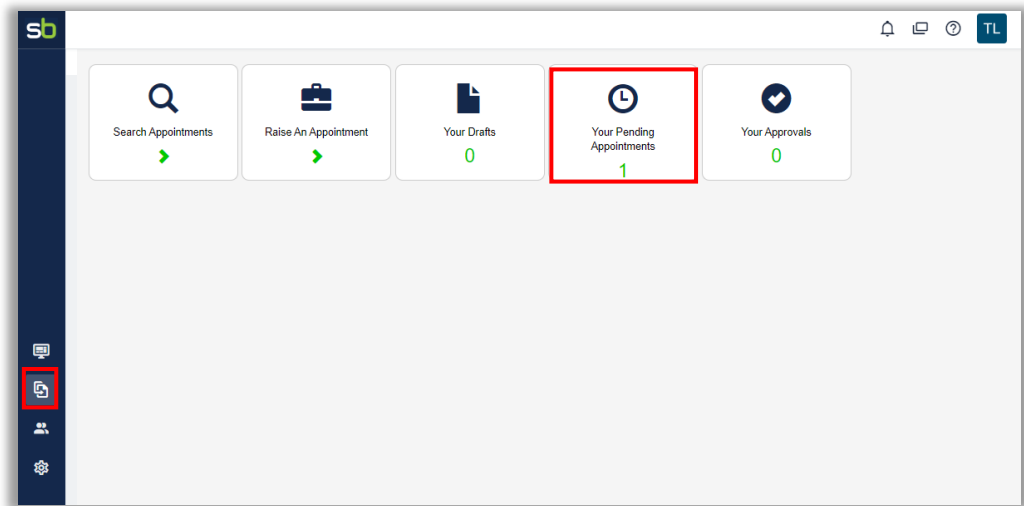 sb
TL
Search Appointments
Raise An Appointment
Your Drafts
0
Your Pending
Appointments
1
Your Approvals
0